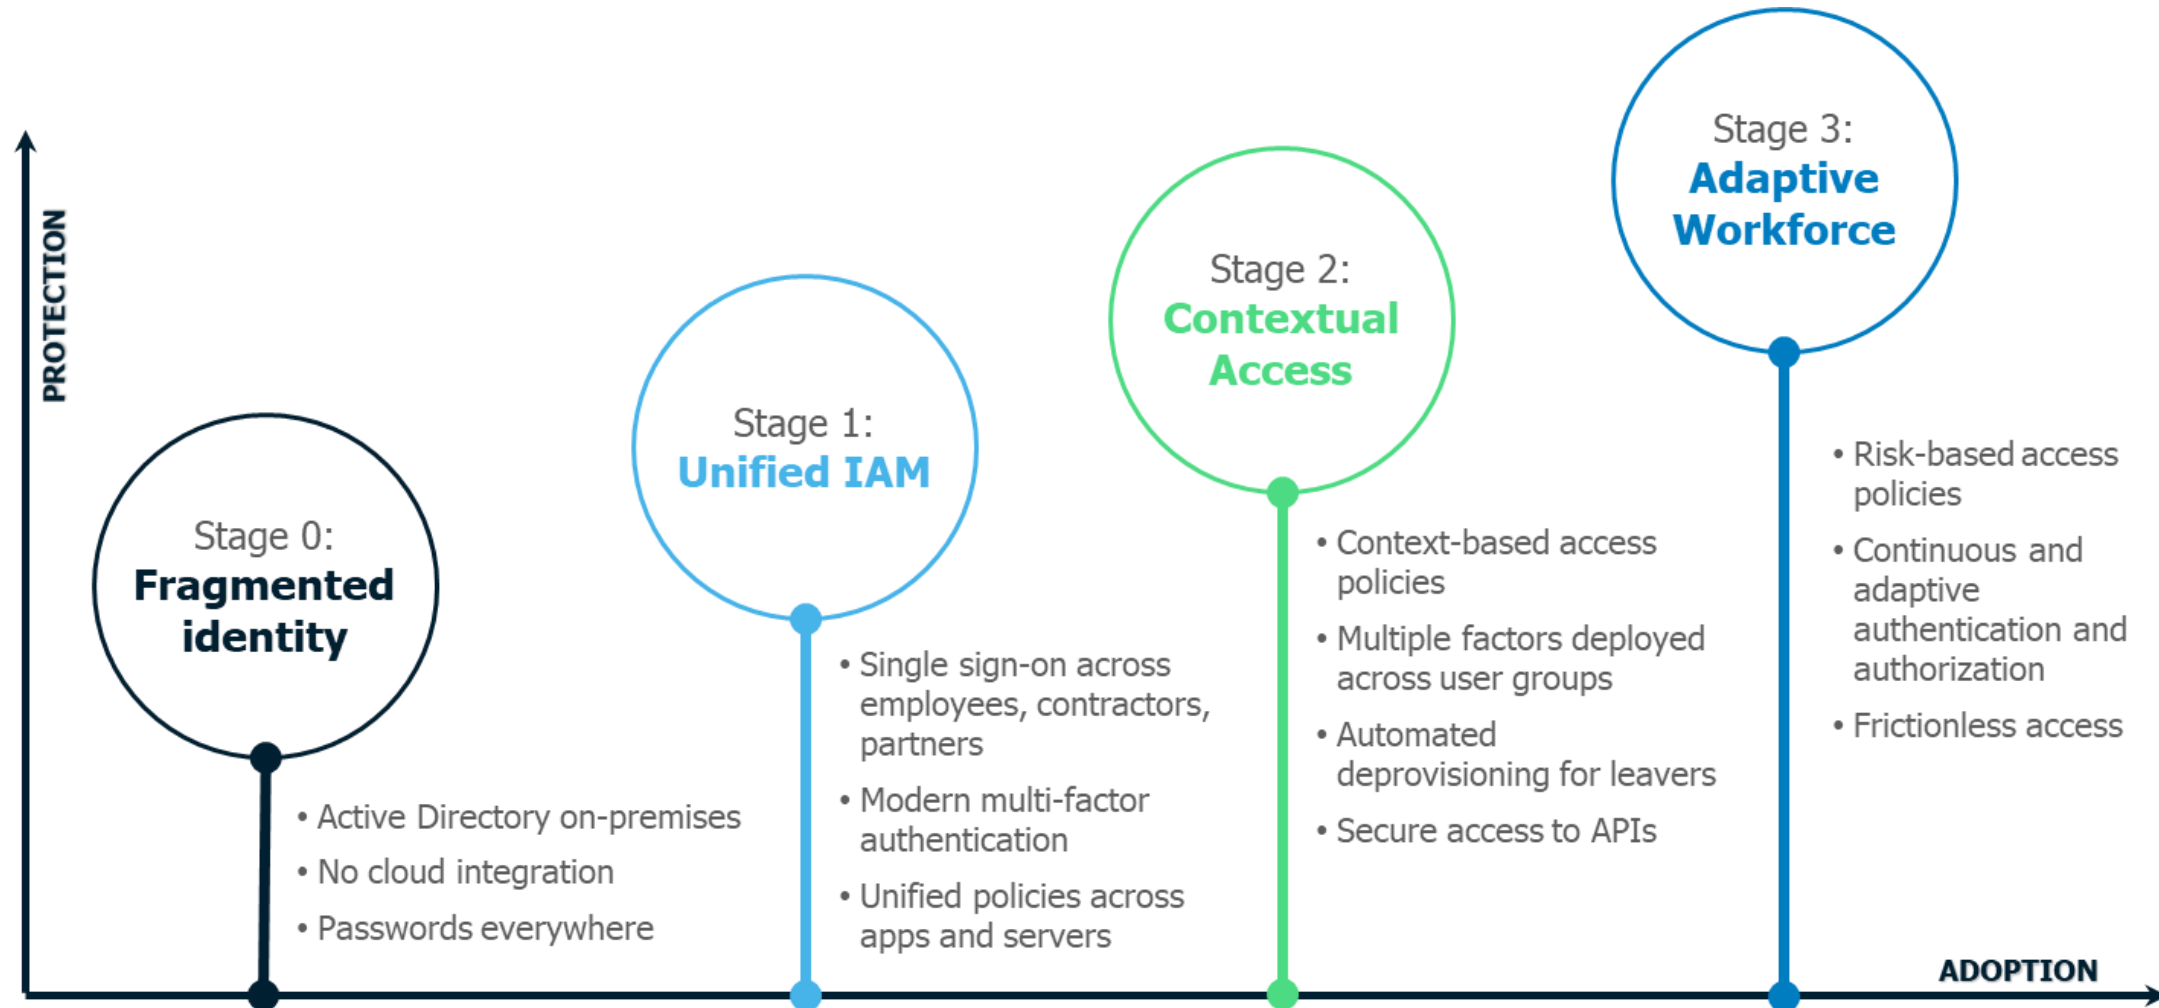 PROTECTION
Stage 0:
Fragmented
identity
• Active Directory on-premises
• No cloud integration
• Passwords everywhere
Stage 1:
Unified IAM
• Single sign-on across
employees, contractors,
partners
• Modern multi-factor
authentication
• Unified policies across
apps and servers
Stage 2:
Contextual
Access
• Context-based access
policies
• Multiple factors deployed
across user groups
• Automated
deprovisioning for leavers
• Secure access to APIs
Stage 3:
Adaptive
Workforce
• Risk-based access
policies
• Continuous and
adaptive
authentication and
authorization
• Frictionless access
ADOPTION